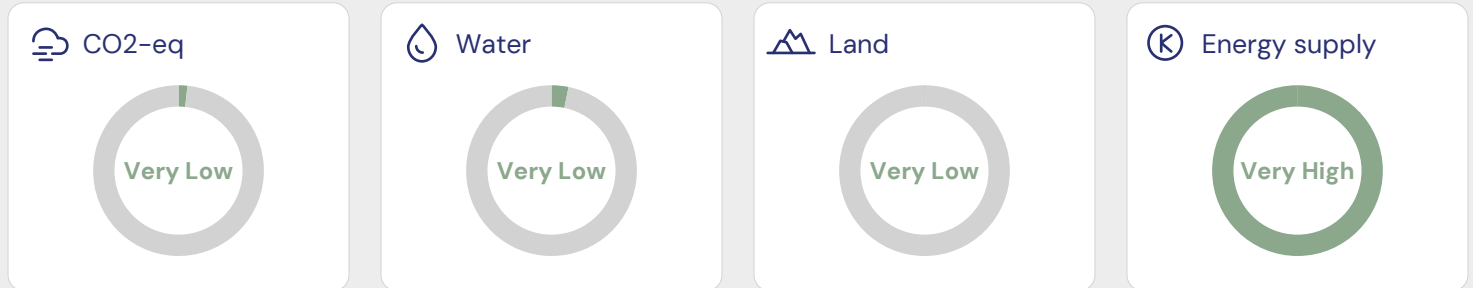 CO2-eq
Very Low
Water
Very Low
Land
Very Low
Energy supply
Very High